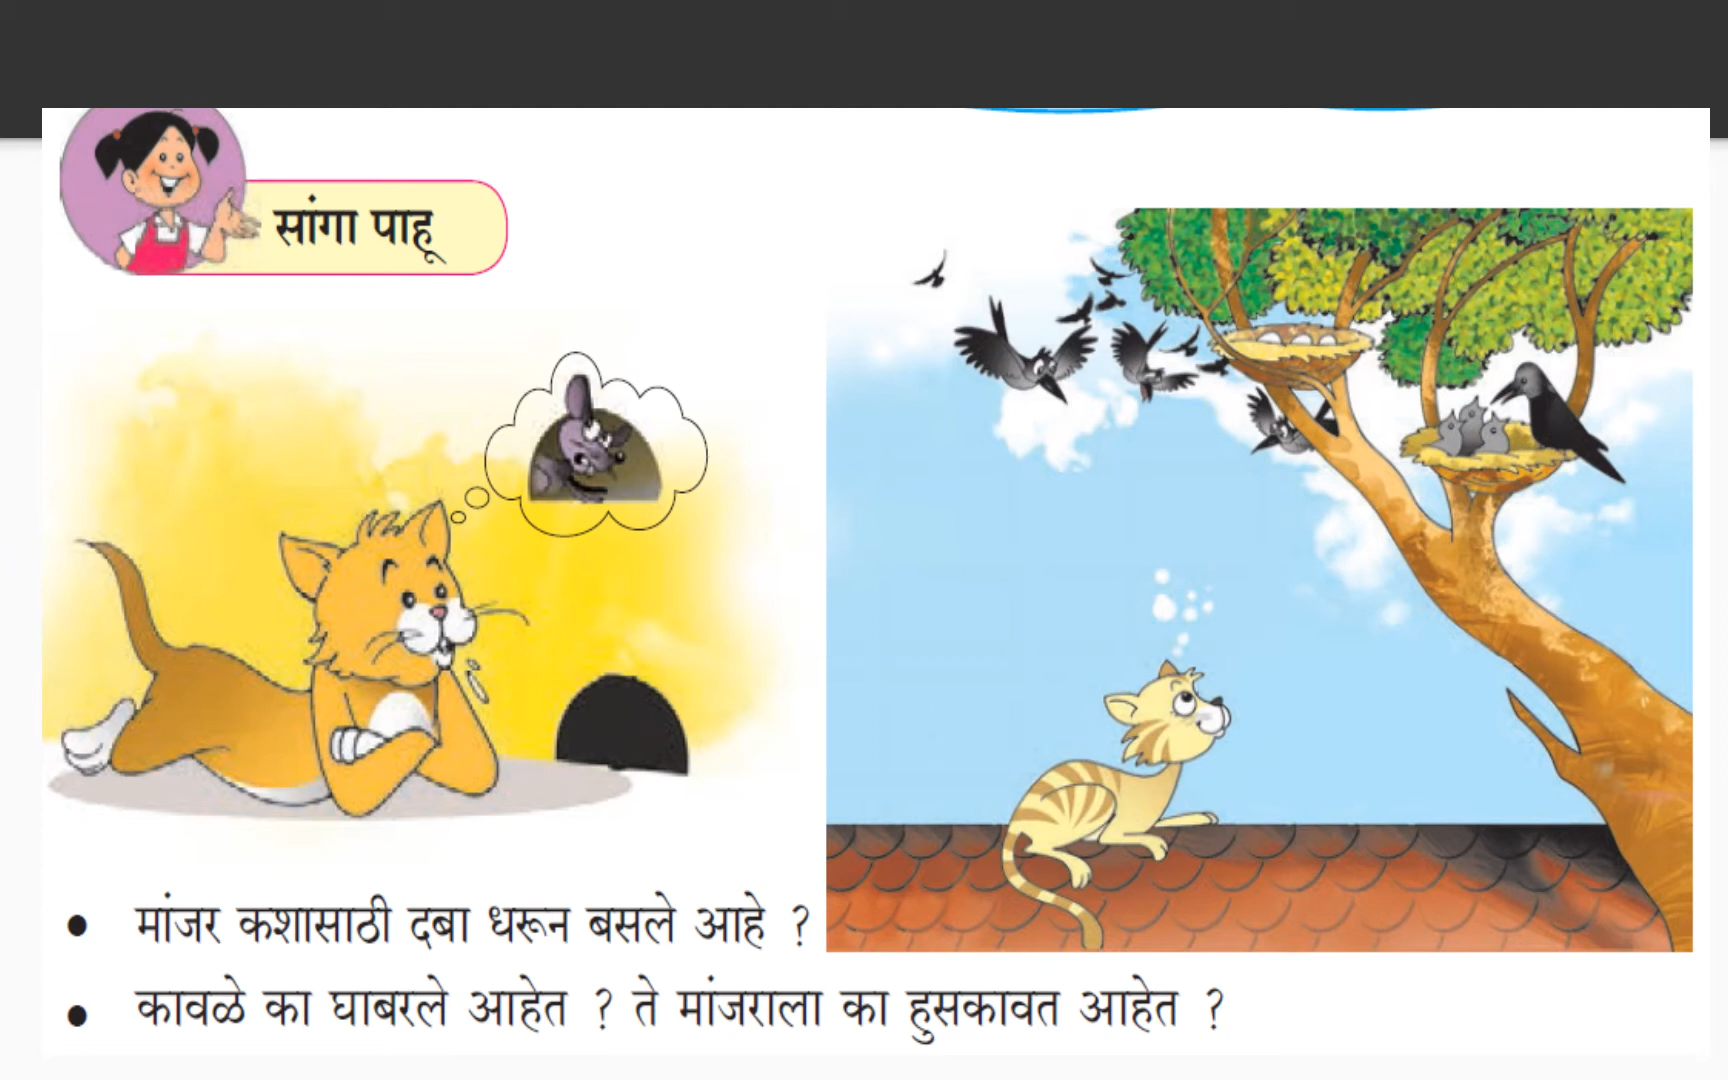 सांगा पाहू
• मांजर कशासाठी दबा धरून बसले आहे ?
• कावळे का घाबरले आहेत ? ते मांजराला का हुसकावत आहेत ?